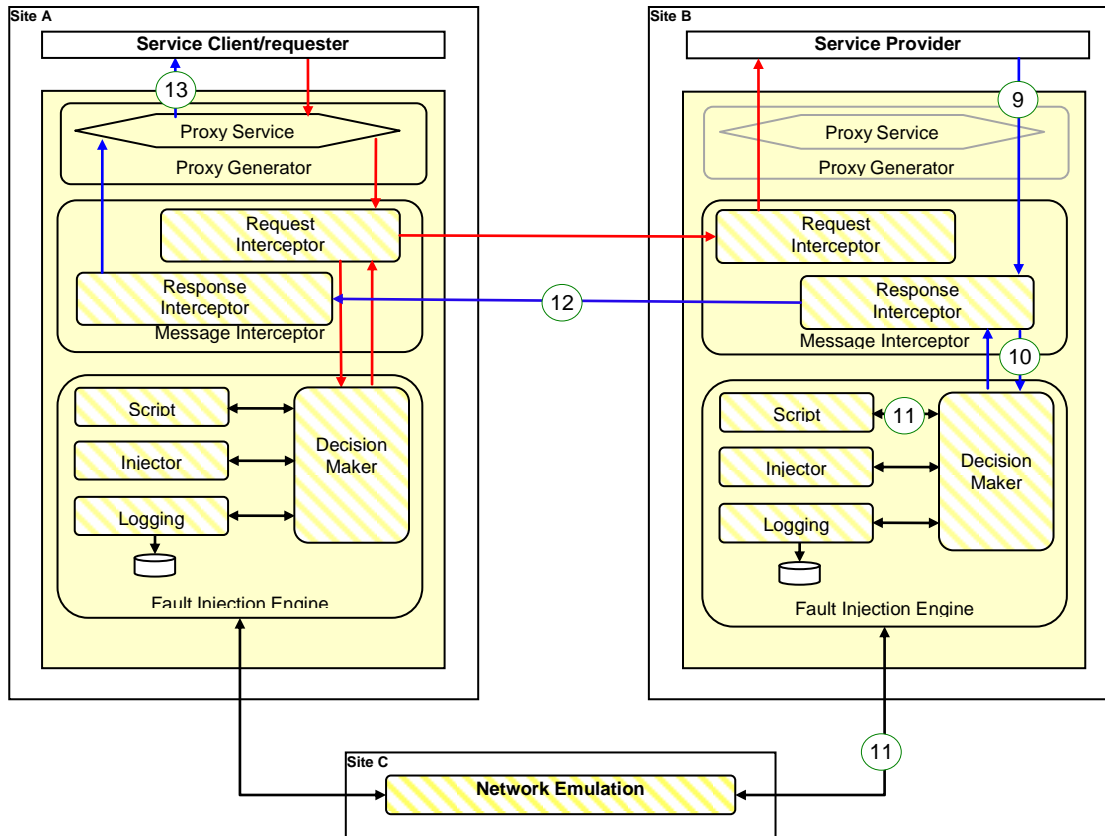 Site A
Service Client/requester
13
Proxy Service
Proxy Generator
Request
Interceptor
Response
Interceptor
Message Interceptor
Script
Injector
Logging
Decision
Maker
Fault Injection Engine
Site B
Service Provider
9
Proxy Service
Proxy Generator
Request
Interceptor
Response
Interceptor
Message Interceptor
12
10
Script
11
Injector
Logging
Decision
Maker
Fault Injection Engine
11
Site C
Network Emulation